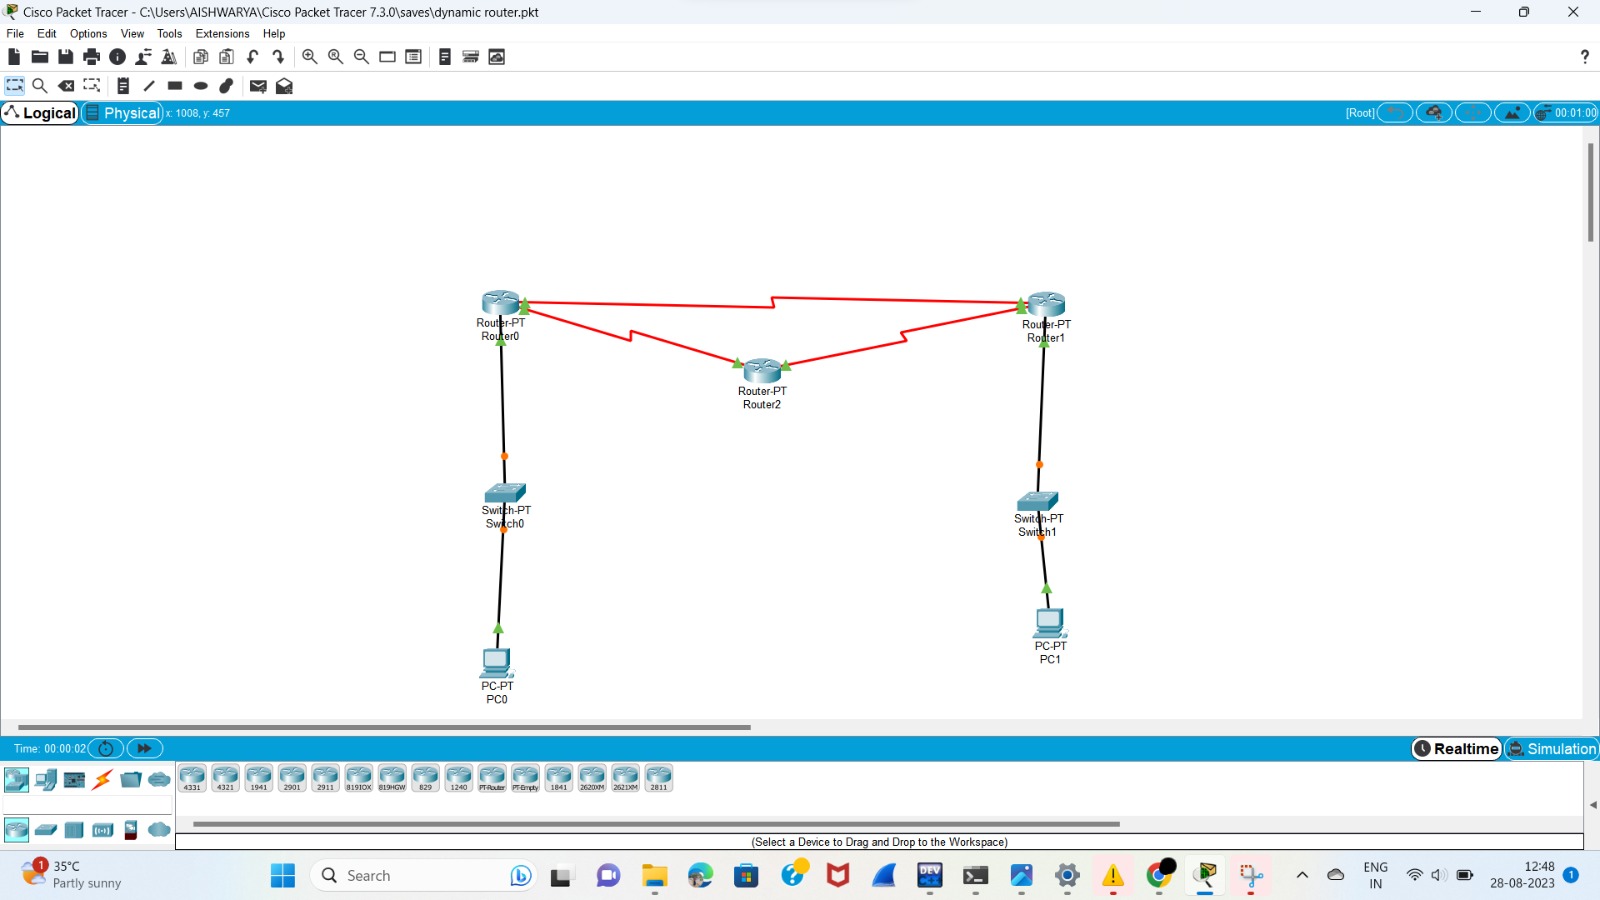 Cisco Packet Tracer - C:\Users\AISHWARYA\Cisco Packet Tracer 7.3.0\saves\dynamic router.pkt
File Edit Options View Tools Extensions Help
?
Logical Physical x: 1008, y: 457 [Root] 00:01:00
Router-PT
Router0
Router-PT
Router1
Router-PT
Router2
Switch-PT
Switch0
Switch-PT
Switch1
PC-PT
PC1
PC-PT
PC0
Time: 00:00:02 Realtime Simulation
4331 4321 1941 2901 2911 819IOX 819HGW 829 1240 PT-Router PT-Empty 1841 2620XM 2621XM 2811
(Select a Device to Drag and Drop to the Workspace)
1 35°C
Partly sunny
Search
DEV
ENG
IN
12:48
28-08-2023
1